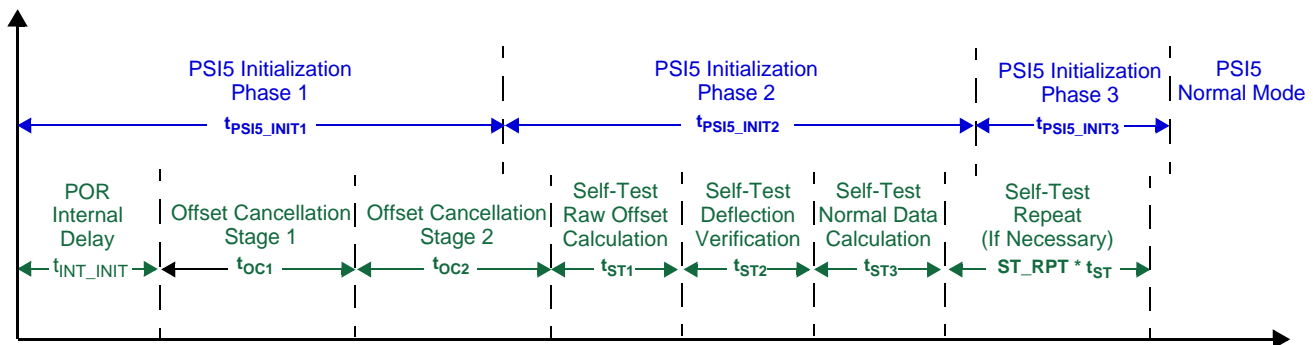 PSI5 Initialization
Phase 1
tPSI5_INIT1
PSI5 Initialization
Phase 2
tPSI5_INIT2
PSI5 Initialization
Phase 3
tPSI5_INIT3
PSI5
Normal Mode
POR
Internal
Delay
tINT_INIT
Offset Cancellation
Stage 1
tOC1
Offset Cancellation
Stage 2
tOC2
Self-Test
Raw Offset
Calculation
tST1
Self-Test
Deflection
Verification
tST2
Self-Test
Normal Data
Calculation
tST3
Self-Test
Repeat
(If Necessary)
ST_RPT * tST